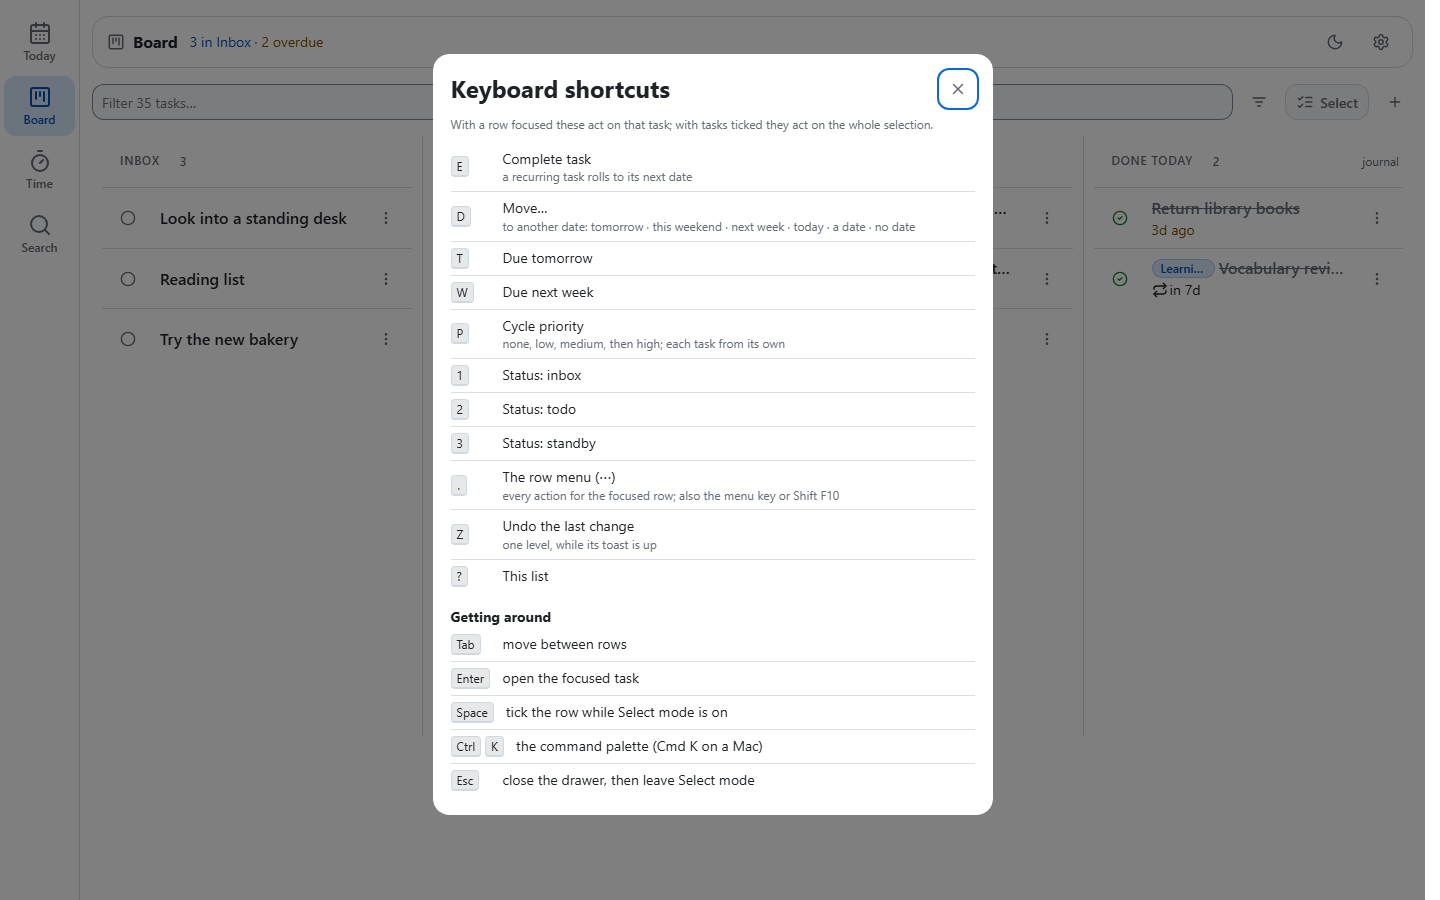 Today
Board
Time
Search
Board 3 in Inbox · 2 overdue
Filter 35 tasks...
Select
INBOX 3
Look into a standing desk
Reading list
Try the new bakery
...
t...
DONE TODAY 2 journal
Return library books
3d ago
Learni... Vocabulary revi...
in 7d
Keyboard shortcuts
With a row focused these act on that task; with tasks ticked they act on the whole selection.
E Complete task
a recurring task rolls to its next date
D Move...
to another date: tomorrow · this weekend · next week · today · a date · no date
T Due tomorrow
W Due next week
P Cycle priority
none, low, medium, then high; each task from its own
1 Status: inbox
2 Status: todo
3 Status: standby
. The row menu (···)
every action for the focused row; also the menu key or Shift F10
Z Undo the last change
one level, while its toast is up
? This list
Getting around
Tab move between rows
Enter open the focused task
Space tick the row while Select mode is on
Ctrl K the command palette (Cmd K on a Mac)
Esc close the drawer, then leave Select mode